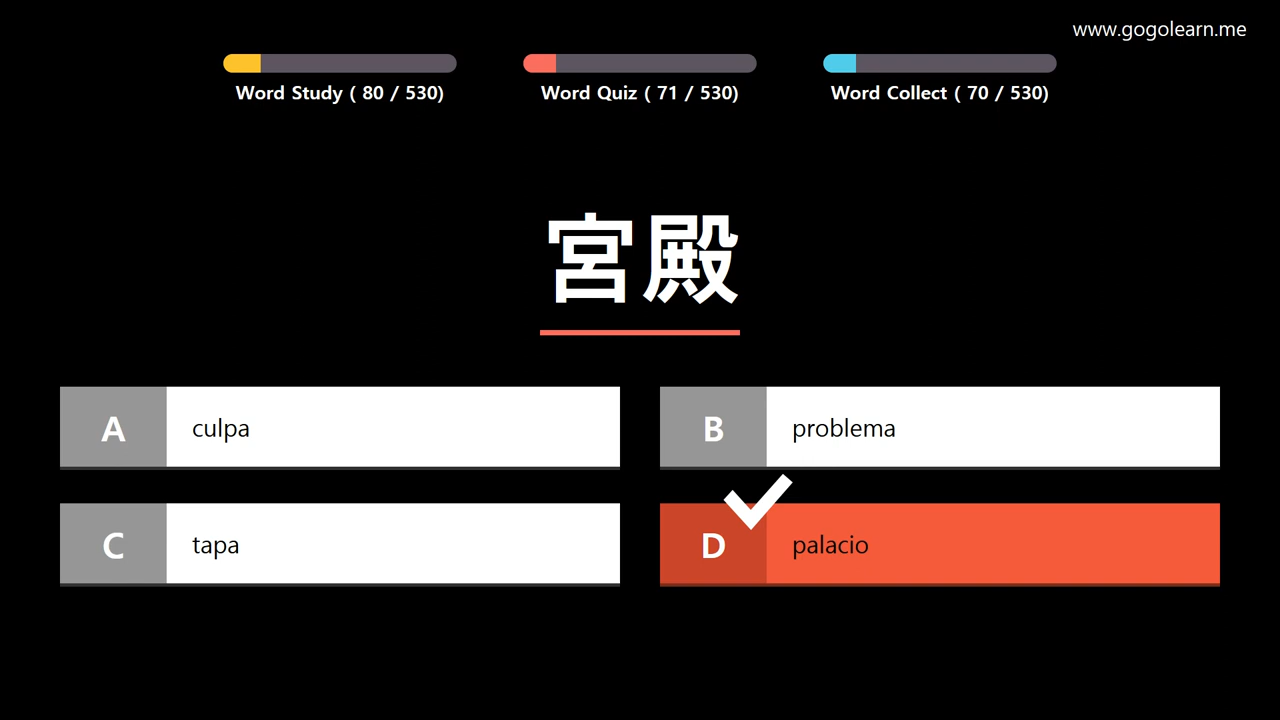 www.gogolearn.me
Word Study ( 80 / 530)
Word Quiz ( 71 / 530)
Word Collect ( 70 / 530)
宮殿
A culpa
B problema
C tapa
D palacio